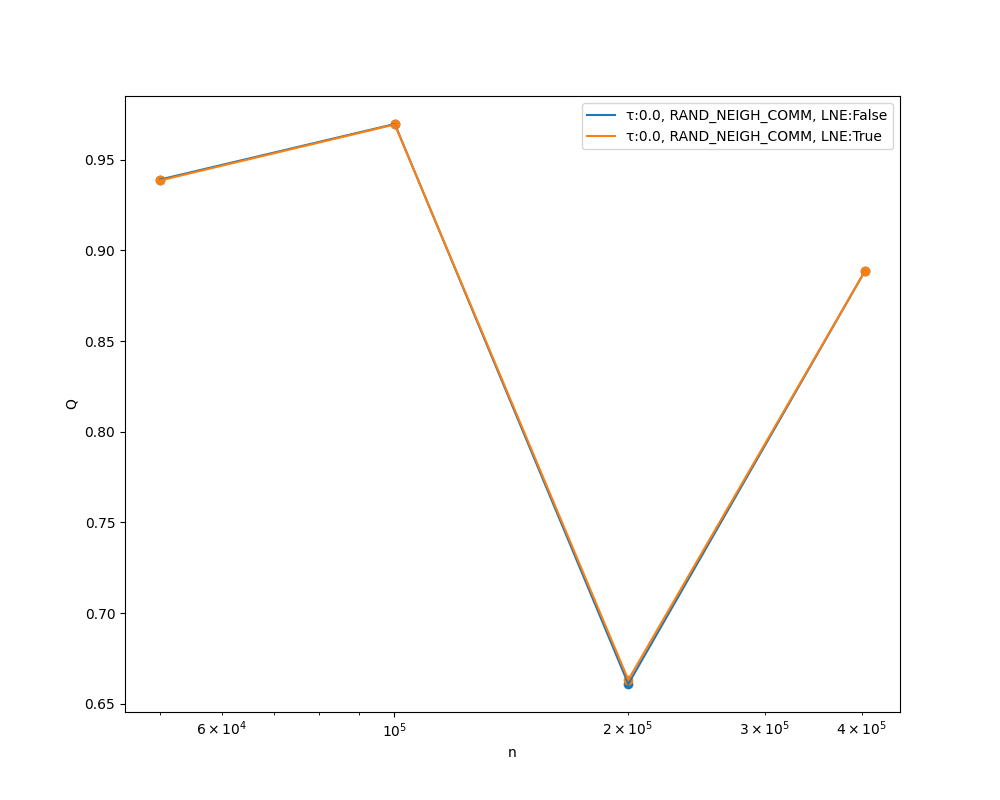 τ:0.0, RAND_NEIGH_COMM, LNE:False
τ:0.0, RAND_NEIGH_COMM, LNE:True
0.95
0.90
0.85
0.80
0.75
0.70
0.65
Q
6 × 10⁴
10⁵
2 × 10⁵
3 × 10⁵
4 × 10⁵
n